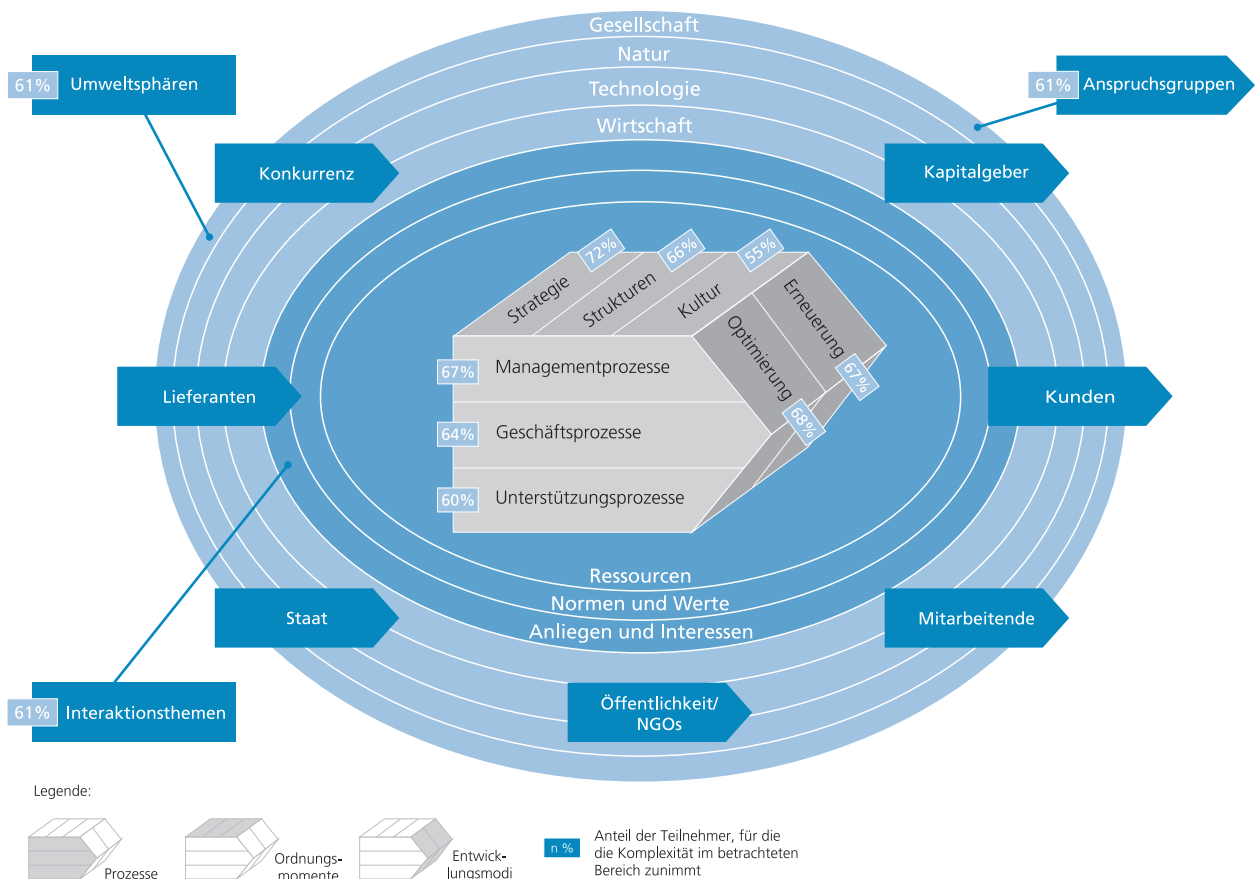 Gesellschaft
Natur
Technologie
Wirtschaft
61% Umweltsphären
61% Anspruchsgruppen
Konkurrenz
Kapitalgeber
72% 66% 55%
Strategie
Strukturen
Kultur
Erneuerung
Optimierung
67%
68%
67% Managementprozesse
64% Geschäftsprozesse
60% Unterstützungsprozesse
Lieferanten
Kunden
Ressourcen
Normen und Werte
Anliegen und Interessen
Staat
Mitarbeitende
61% Interaktionsthemen
Öffentlichkeit/
NGOs
Legende:
Prozesse
Ordnungs-
momente
Entwick-
lungsmodi
n %
Anteil der Teilnehmer, für die
die Komplexität im betrachteten
Bereich zunimmt